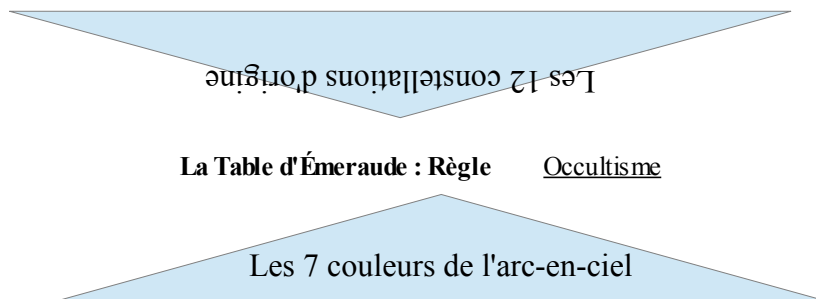 Les 12 constellations d'origine
La Table d'Émeraude : Règle Occultisme
Les 7 couleurs de l'arc-en-ciel